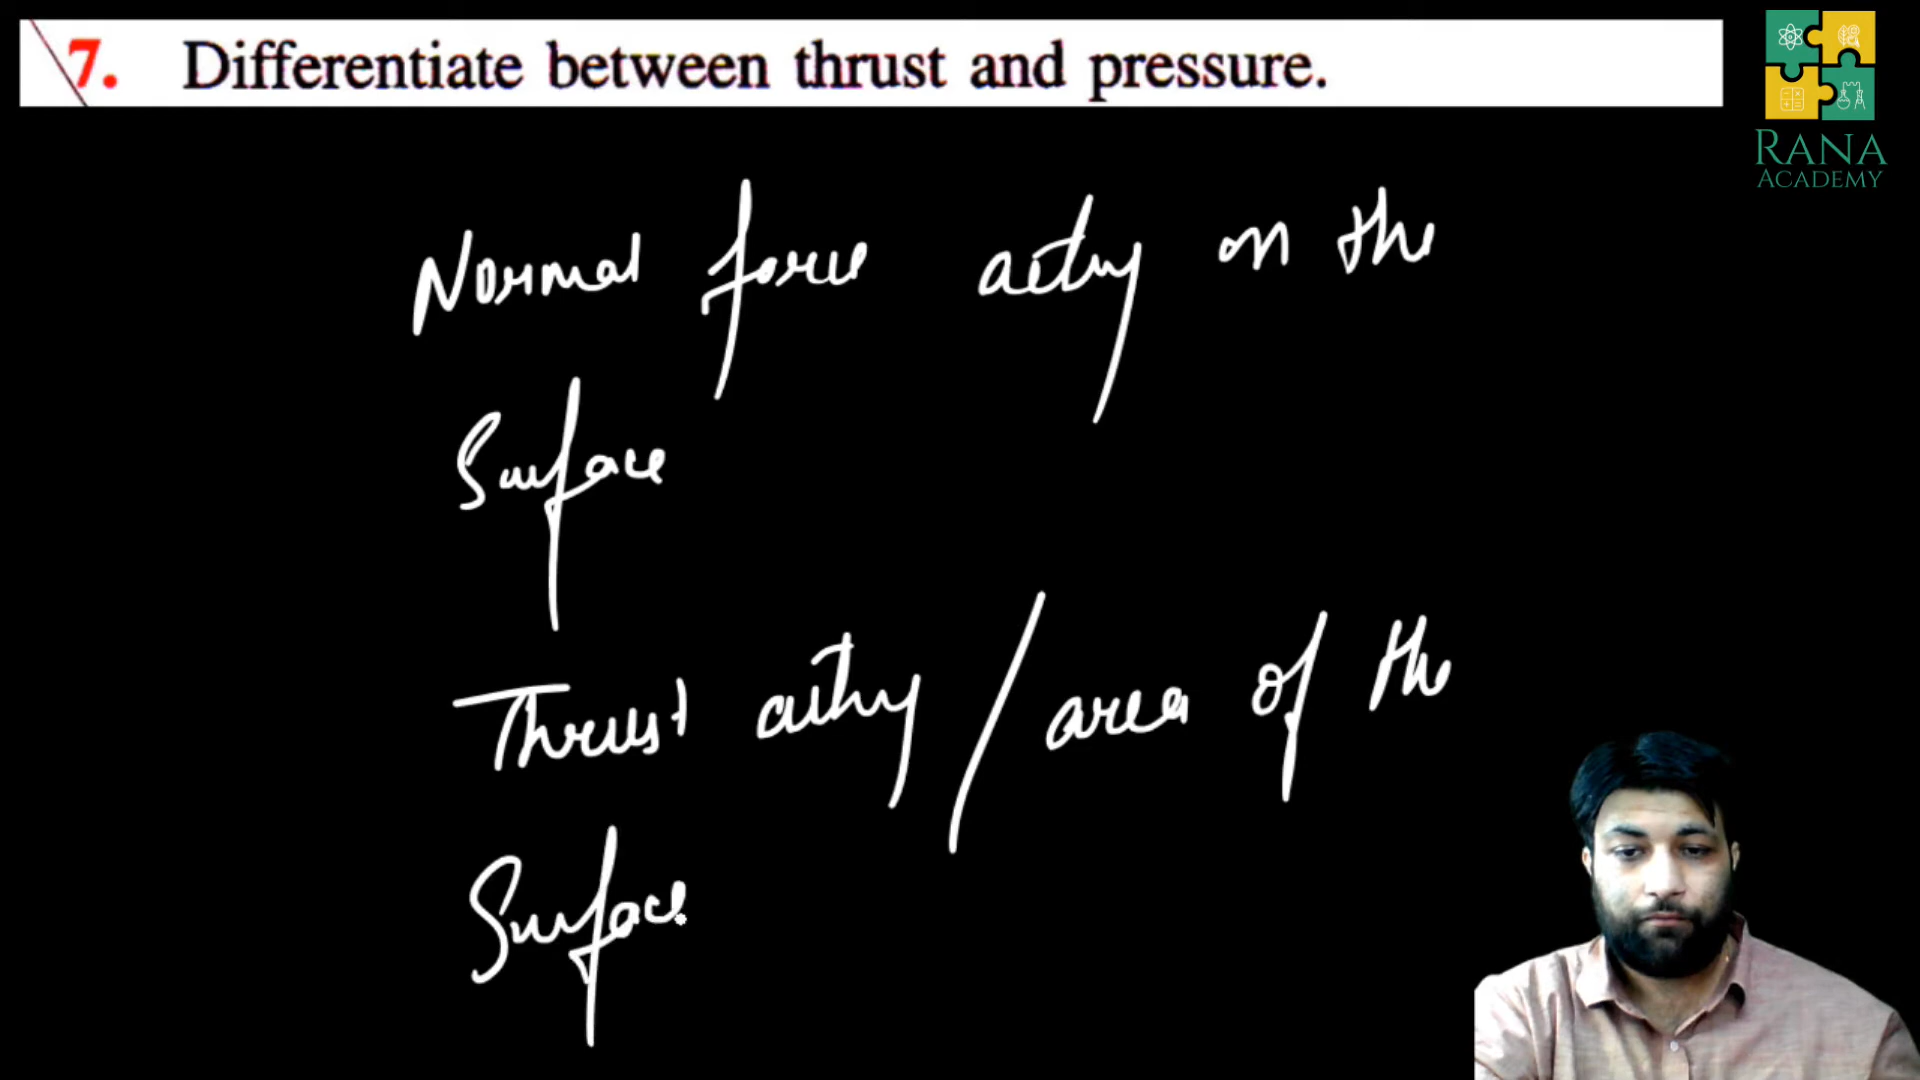 7. Differentiate between thrust and pressure.
RANA
ACADEMY
Normal force acting on the
Surface
Thrust acting / area of the
Surface